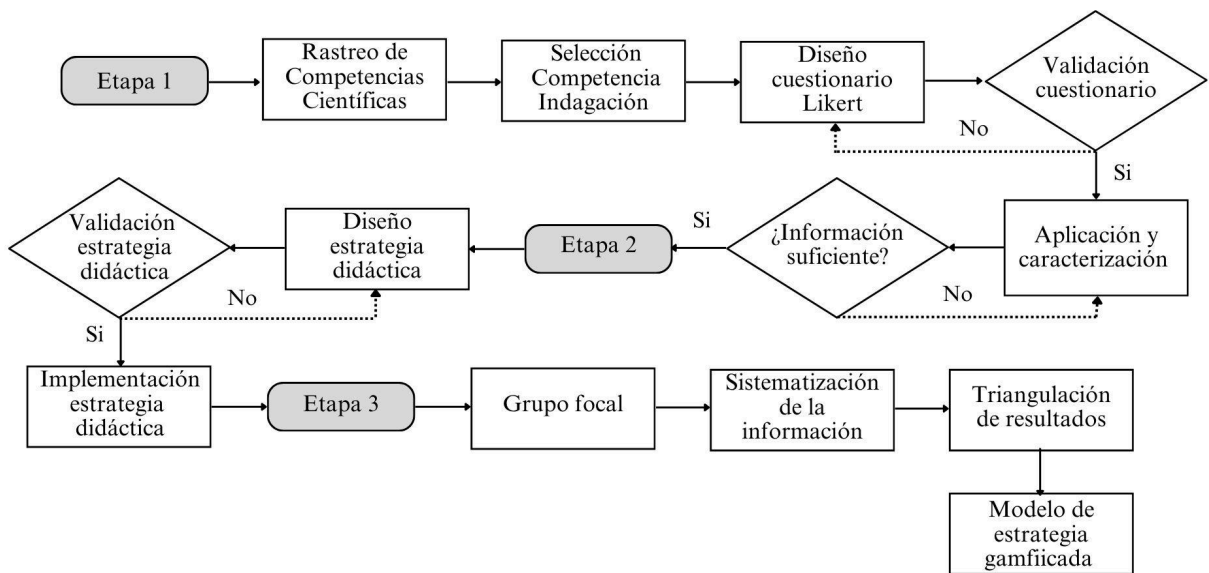 Etapa 1
Rastreo de
Competencias
Científicas
Selección
Competencia
Indagación
Diseño
cuestionario
Likert
Validación
cuestionario
No
Si
Validación
estrategia
didáctica
Diseño
estrategia
didáctica
Etapa 2
Si
¿Información
suficiente?
Aplicación y
caracterización
No
No
Si
Implementación
estrategia
didáctica
Etapa 3
Grupo focal
Sistematización
de la
información
Triangulación
de resultados
Modelo de
estrategia
gamfiicada